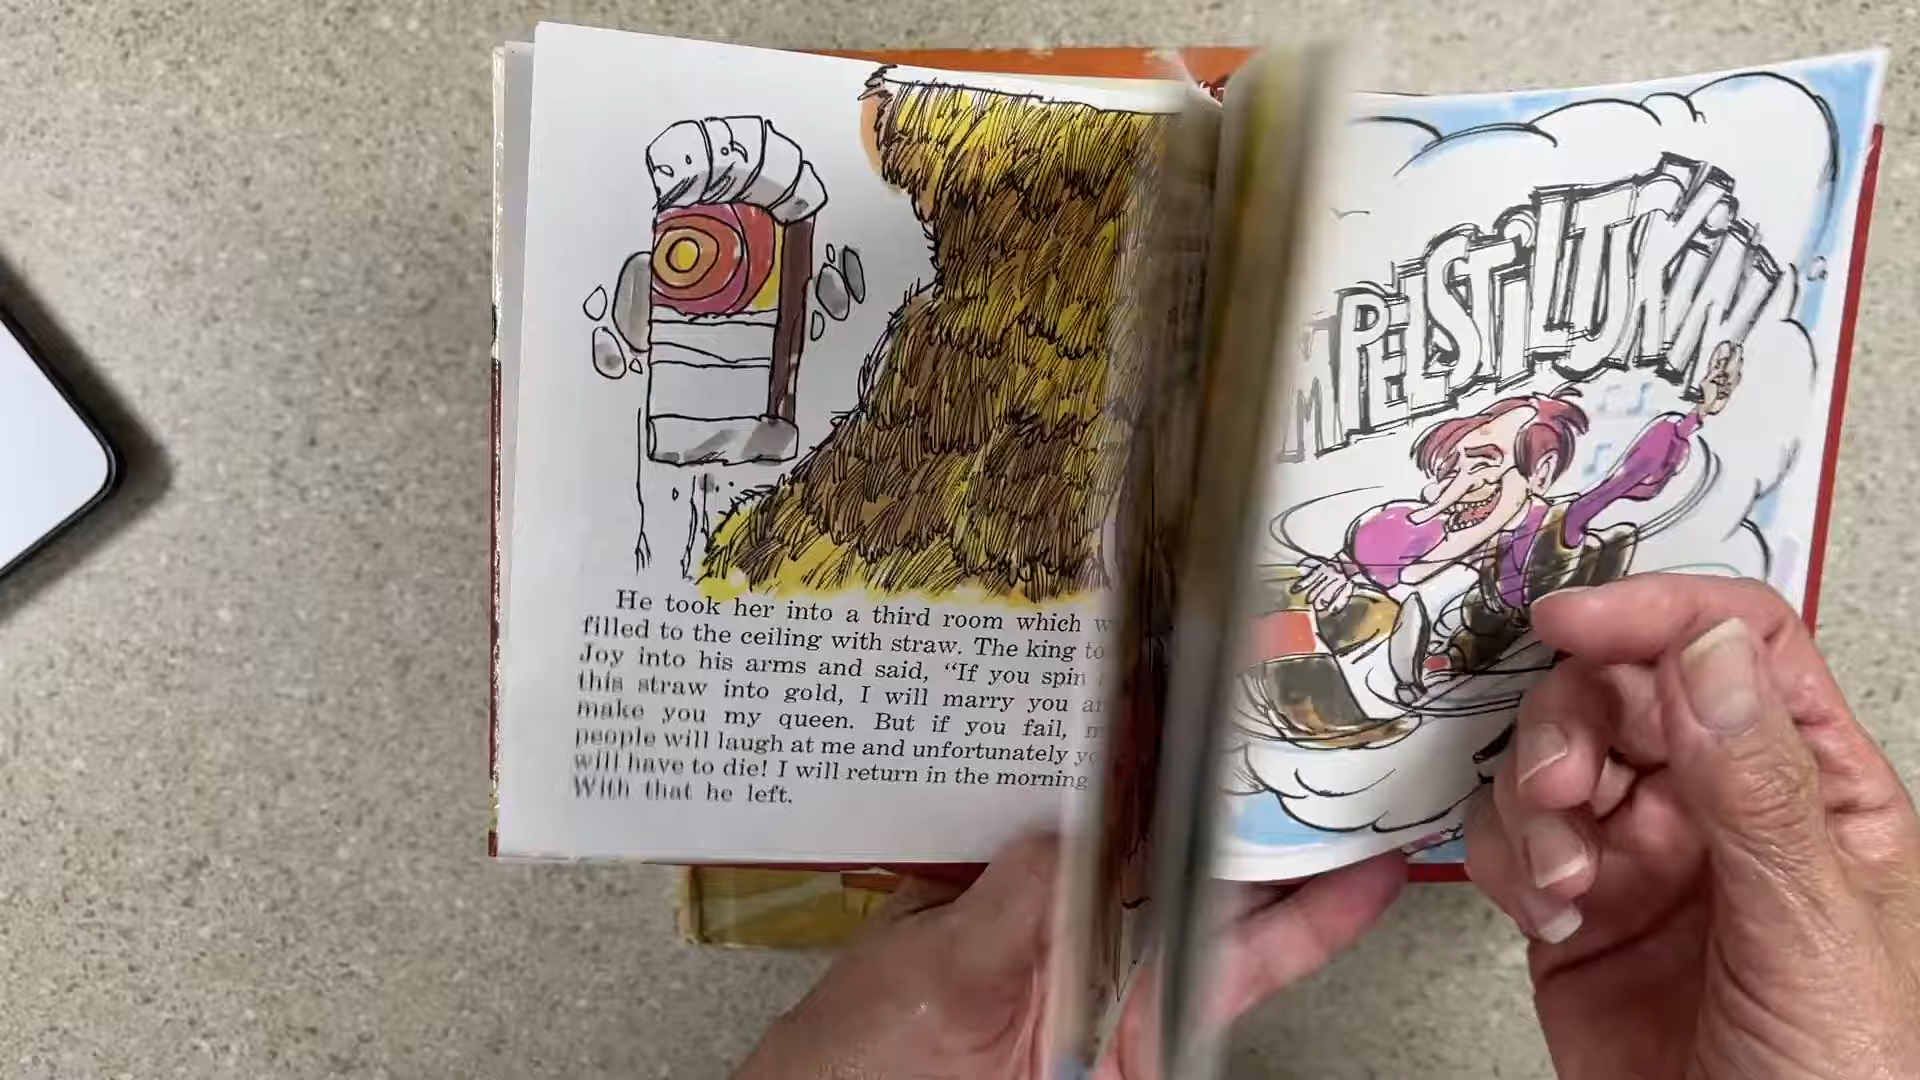 He took her into a third room which
filled to the ceiling with straw. The king
Joy into his arms and said, “If you spin
this straw into gold, I will marry you
make you my queen. But if you fail,
people will laugh at me and unfortunately
will have to die! I will return in the morning
With that he left.
MPELSTILTSKIN